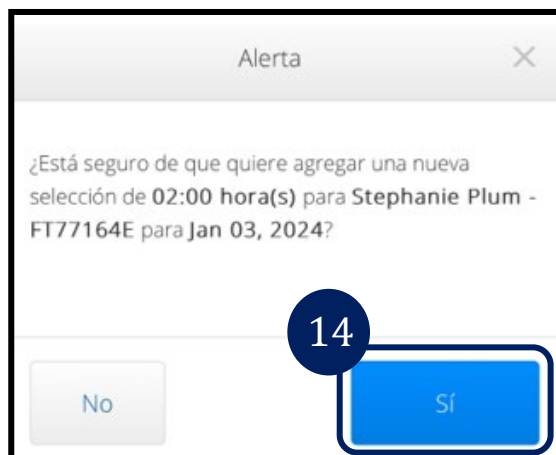 Alerta
¿Está seguro de que quiere agregar una nueva
selección de 02:00 hora(s) para Stephanie Plum -
FT77164E para Jan 03, 2024?
14
No
Sí